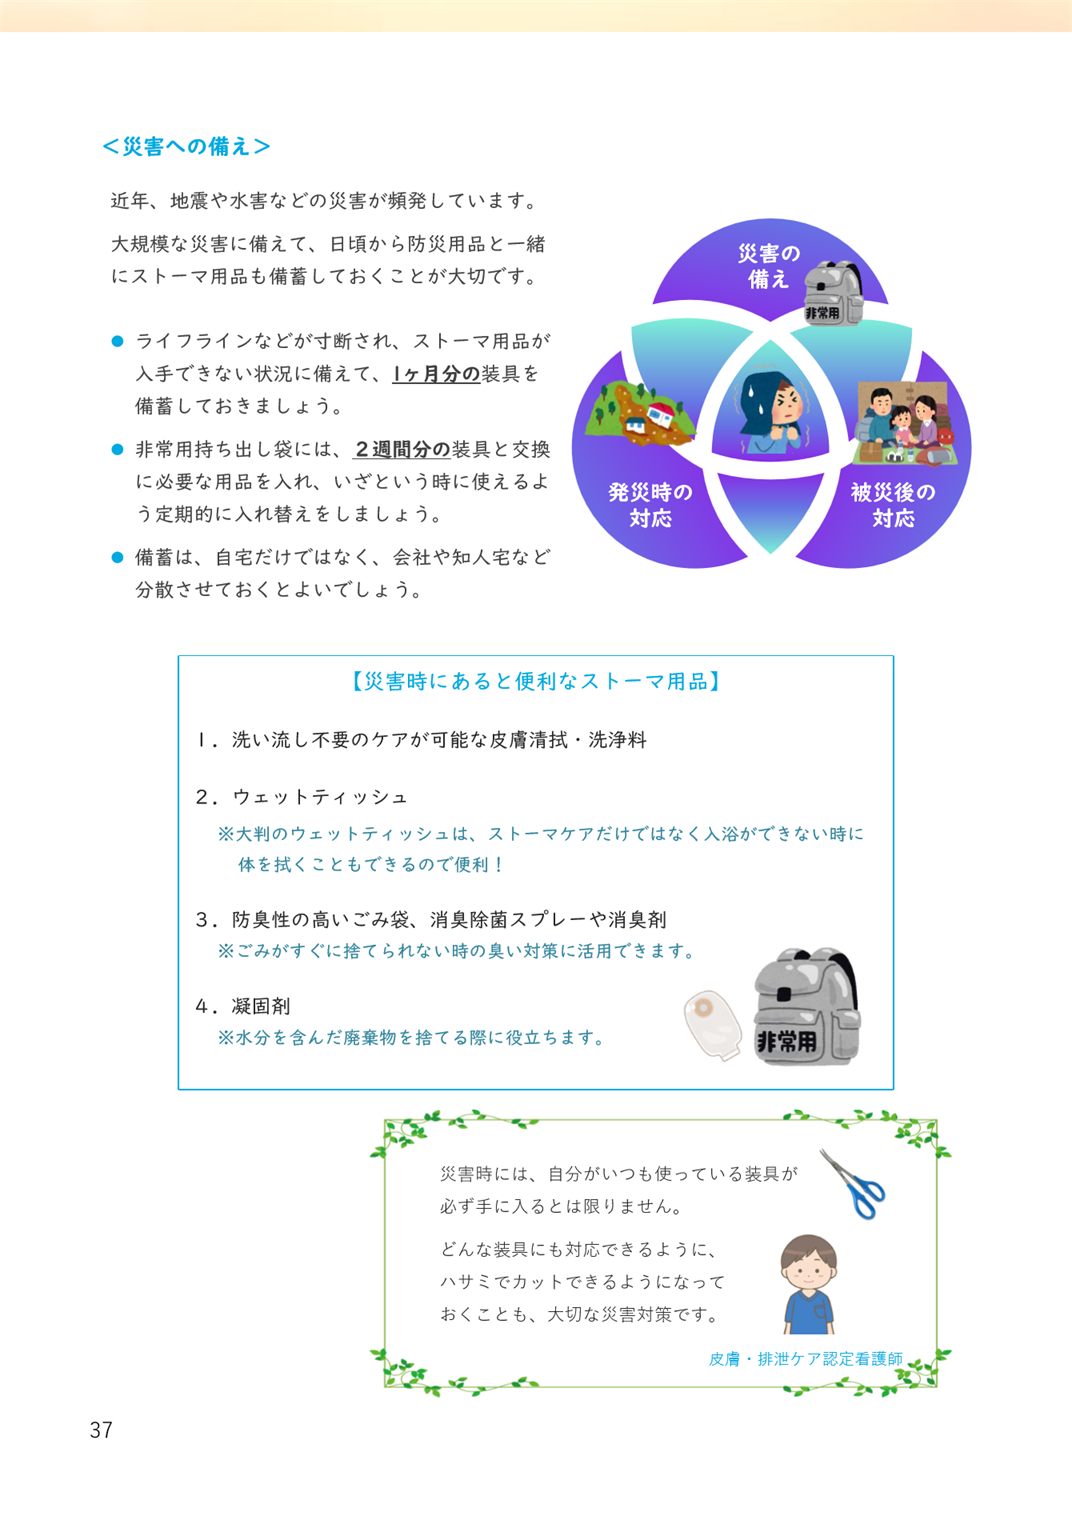 ＜災害への備え＞
近年、地震や水害などの災害が頻発しています。
大規模な災害に備えて、日頃から防災用品と一緒
にストーマ用品も備蓄しておくことが大切です。
● ライフラインなどが寸断され、ストーマ用品が
入手できない状況に備えて、1ヶ月分の装具を
備蓄しておきましょう。
● 非常用持ち出し袋には、２週間分の装具と交換
に必要な用品を入れ、いざという時に使えるよ
う定期的に入れ替えをしましょう。
● 備蓄は、自宅だけではなく、会社や知人宅など
分散させておくとよいでしょう。
災害の
備え
非常用
発災時の
対応
被災後の
対応
【災害時にあると便利なストーマ用品】
１．洗い流し不要のケアが可能な皮膚清拭・洗浄料
２．ウェットティッシュ
※大判のウェットティッシュは、ストーマケアだけではなく入浴ができない時に
体を拭くこともできるので便利！
３．防臭性の高いごみ袋、消臭除菌スプレーや消臭剤
※ごみがすぐに捨てられない時の臭い対策に活用できます。
４．凝固剤
※水分を含んだ廃棄物を捨てる際に役立ちます。
非常用
災害時には、自分がいつも使っている装具が
必ず手に入るとは限りません。
どんな装具にも対応できるように、
ハサミでカットできるようになって
おくことも、大切な災害対策です。
皮膚・排泄ケア認定看護師
37